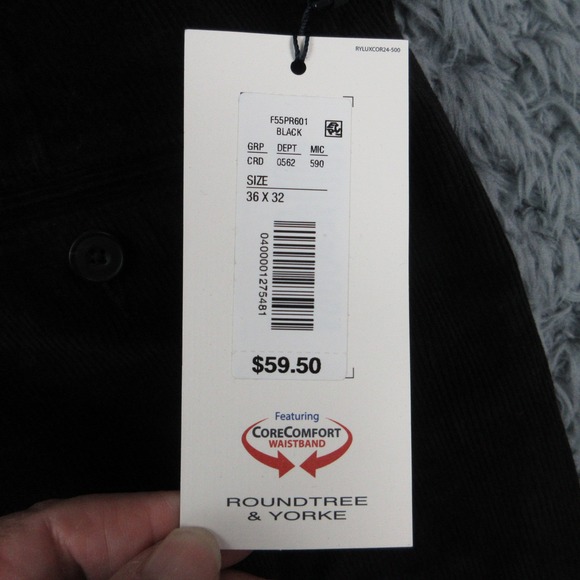 RYLUXCOR24-500
F55PR601
BLACK
GRP DEPT MIC
CRD 0562 590
SIZE
36 X 32
0400001275481
$59.50
Featuring
CORECOMFORT
WAISTBAND
ROUNDTREE
& YORKE